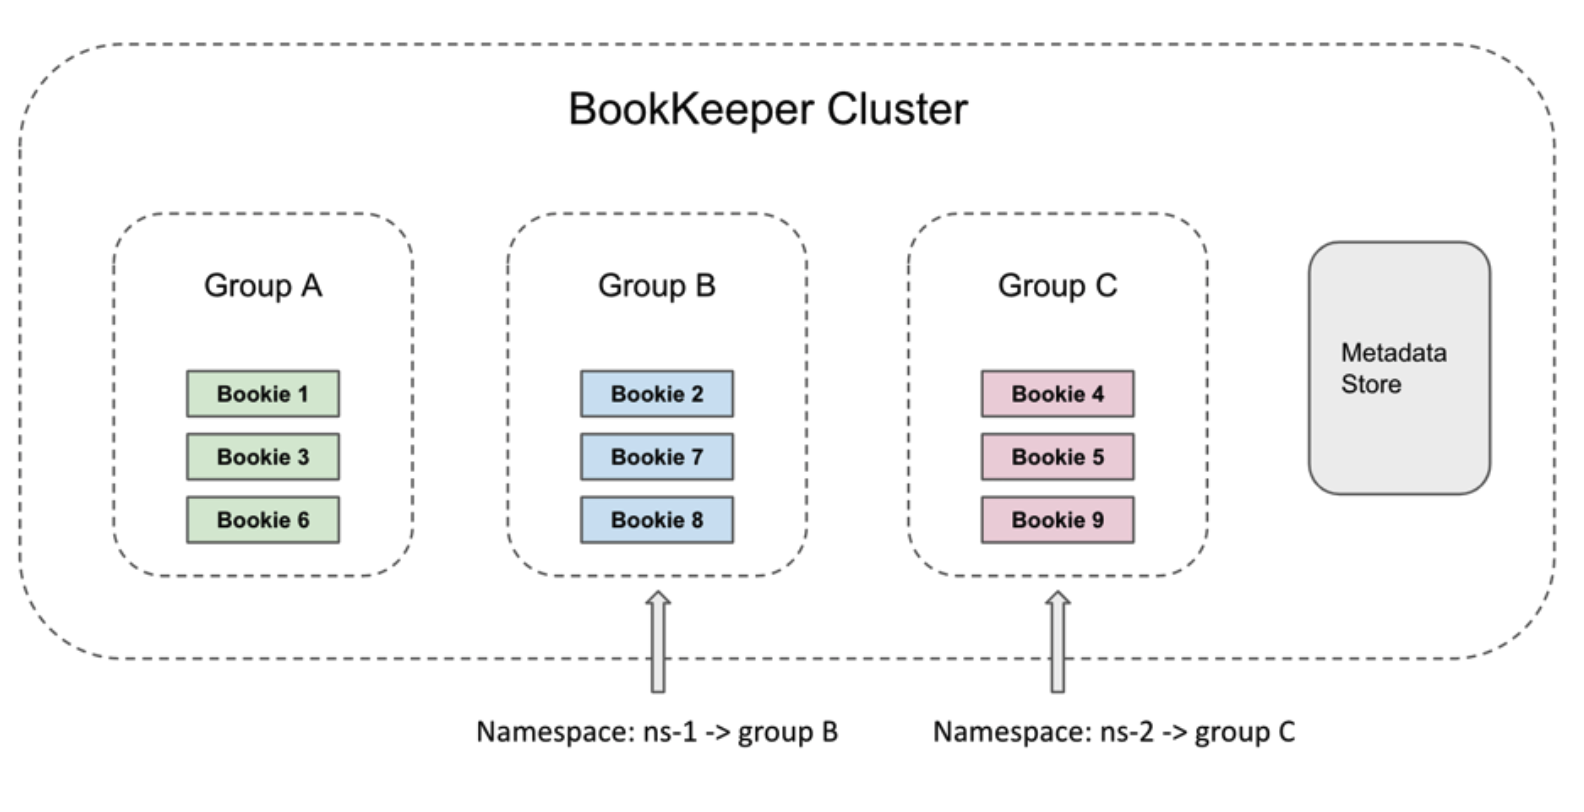 BookKeeper Cluster
Group A
Bookie 1
Bookie 3
Bookie 6
Group B
Bookie 2
Bookie 7
Bookie 8
Group C
Bookie 4
Bookie 5
Bookie 9
Metadata
Store
Namespace: ns-1 -> group B
Namespace: ns-2 -> group C